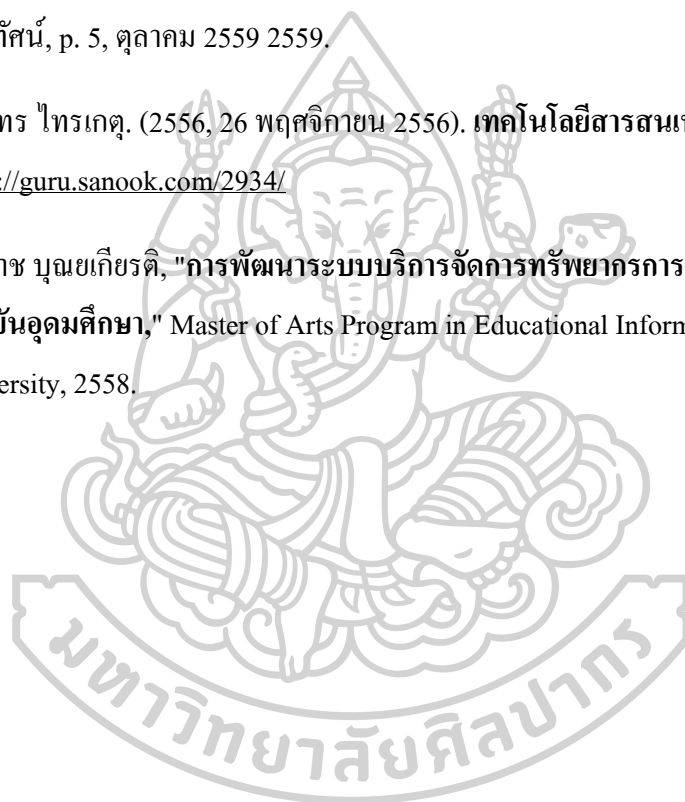 ทัศน์, p. 5, ตุลาคม 2559 2559.
ทร ไทรเกตุ. (2556, 26 พฤศจิกายน 2556). เทคโนโลยีสารสนเท
://guru.sanook.com/2934/
าช บุณยเกียรติ, "การพัฒนาระบบบริการจัดการทรัพยากรการ
บันอุดมศึกษา," Master of Arts Program in Educational Inform
ersity, 2558.
มหาวิทยาลัยศิลปากร